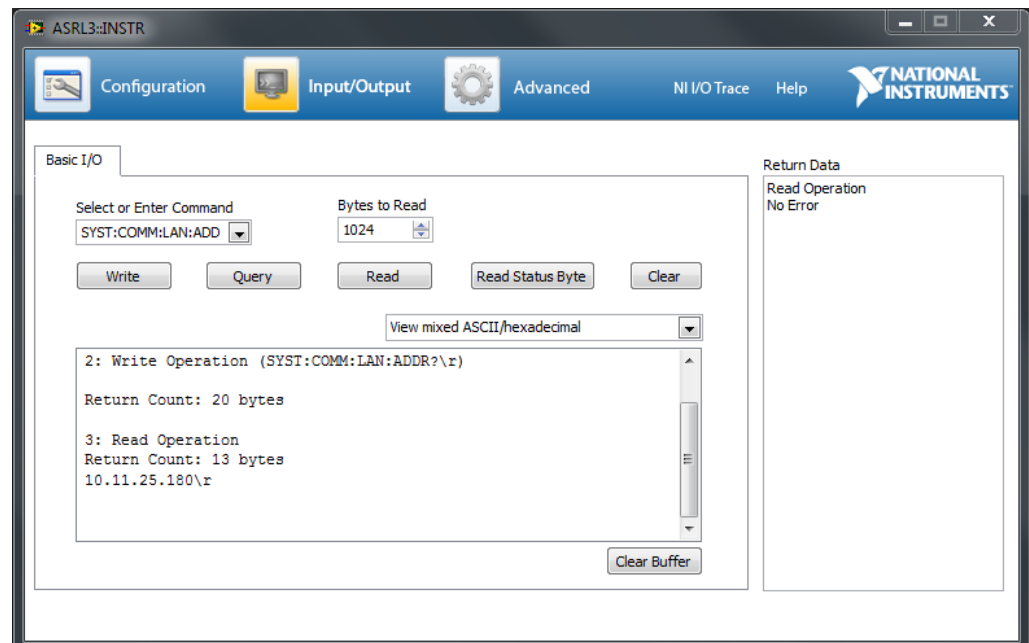 ASRL3::INSTR
Configuration Input/Output Advanced NI I/O Trace Help NATIONAL INSTRUMENTS
Basic I/O
Return Data
Read Operation
No Error
Select or Enter Command Bytes to Read
SYST:COMM:LAN:ADD 1024
Write Query Read Read Status Byte Clear
View mixed ASCII/hexadecimal
2: Write Operation (SYST:COMM:LAN:ADDR?\r)
Return Count: 20 bytes
3: Read Operation
Return Count: 13 bytes
10.11.25.180\r
Clear Buffer